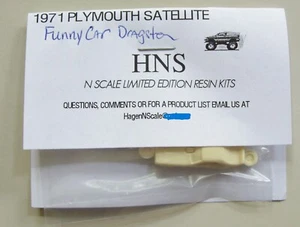 1971 PLYMOUTH SATELLITE
Funny Car Dragster
HNS
N SCALE LIMITED EDITION RESIN KITS
QUESTIONS, COMMENTS OR FOR A PRODUCT LIST EMAIL US AT
HagenNScale@